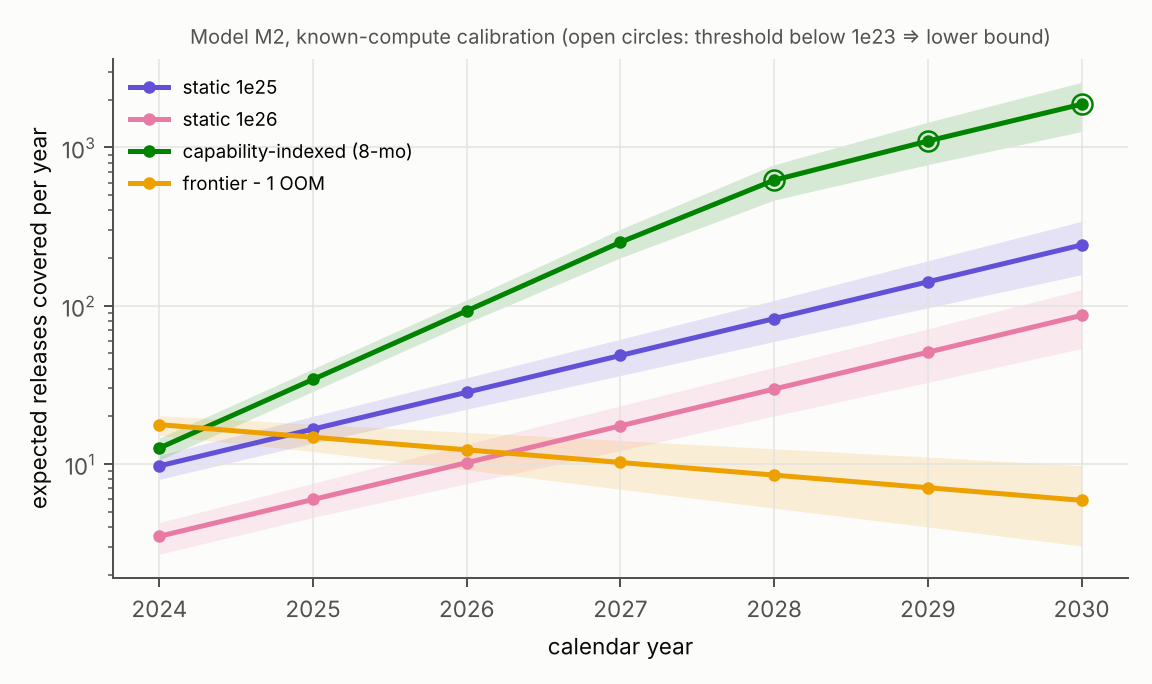 Model M2, known-compute calibration (open circles: threshold below 1e23 ⇒ lower bound)
static 1e25
static 1e26
capability-indexed (8-mo)
frontier - 1 OOM
expected releases covered per year
10³
10²
10¹
2024 2025 2026 2027 2028 2029 2030
calendar year